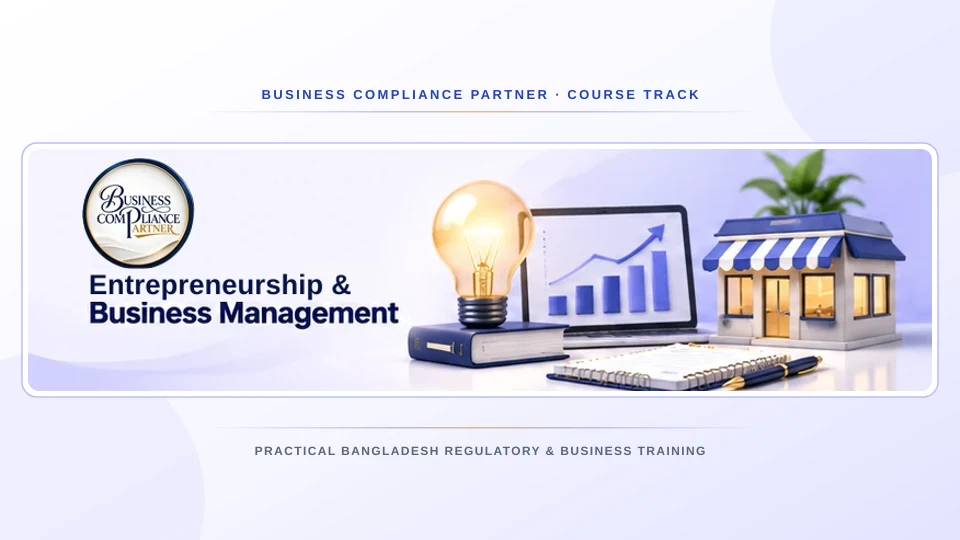 BUSINESS COMPLIANCE PARTNER · COURSE TRACK
BUSINESS
COMPLIANCE
PARTNER
Entrepreneurship &
Business Management
PRACTICAL BANGLADESH REGULATORY & BUSINESS TRAINING